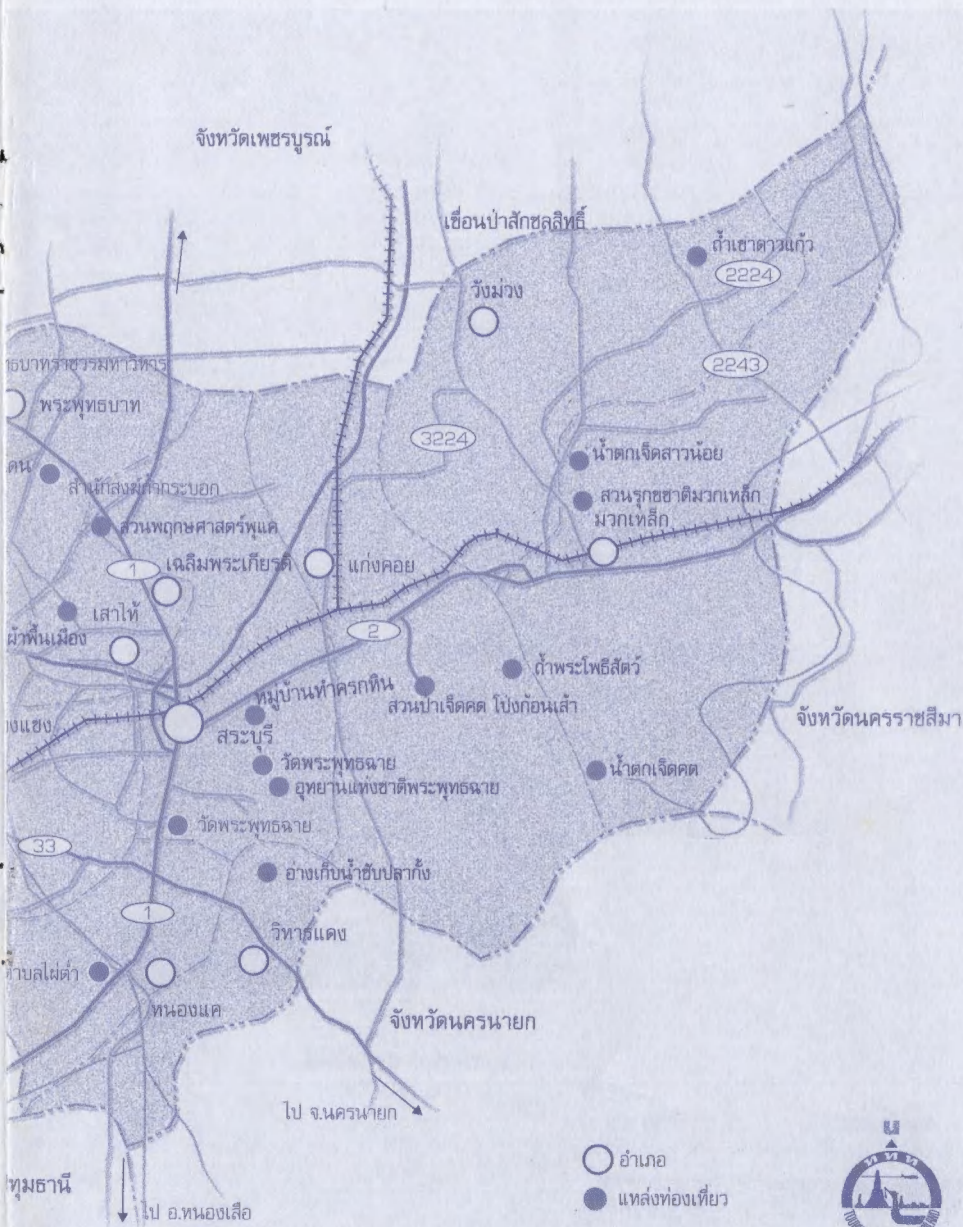 จังหวัดเพชรบูรณ์
เขื่อนป่าสักชลสิทธิ์
ถ้ำเขาดาวแก้ว
2224
วังม่วง
2243
พระพุทธบาท
3224
น้ำตกเจ็ดสาวน้อย
สวนรุกขชาติมวกเหล็ก
มวกเหล็ก
สวนพฤกษศาสตร์พุแค
1
เฉลิมพระเกียรติ
แก่งคอย
เสาไห้
ผ้าพื้นเมือง
2
ถ้ำพระโพธิสัตว์
หมู่บ้านทำครกหิน
สวนป่าเจ็ดคด โป่งก้อนเส้า
จังหวัดนครราชสีมา
สระบุรี
วัดพระพุทธฉาย
น้ำตกเจ็ดคด
อุทยานแห่งชาติพระพุทธฉาย
วัดพระพุทธฉาย
33
อ่างเก็บน้ำซับปลากั้ง
1
วิหารแดง
หนองแค
จังหวัดนครนายก
ไป จ.นครนายก
ไป อ.หนองเสือ
อำเภอ
แหล่งท่องเที่ยว
น
ททท